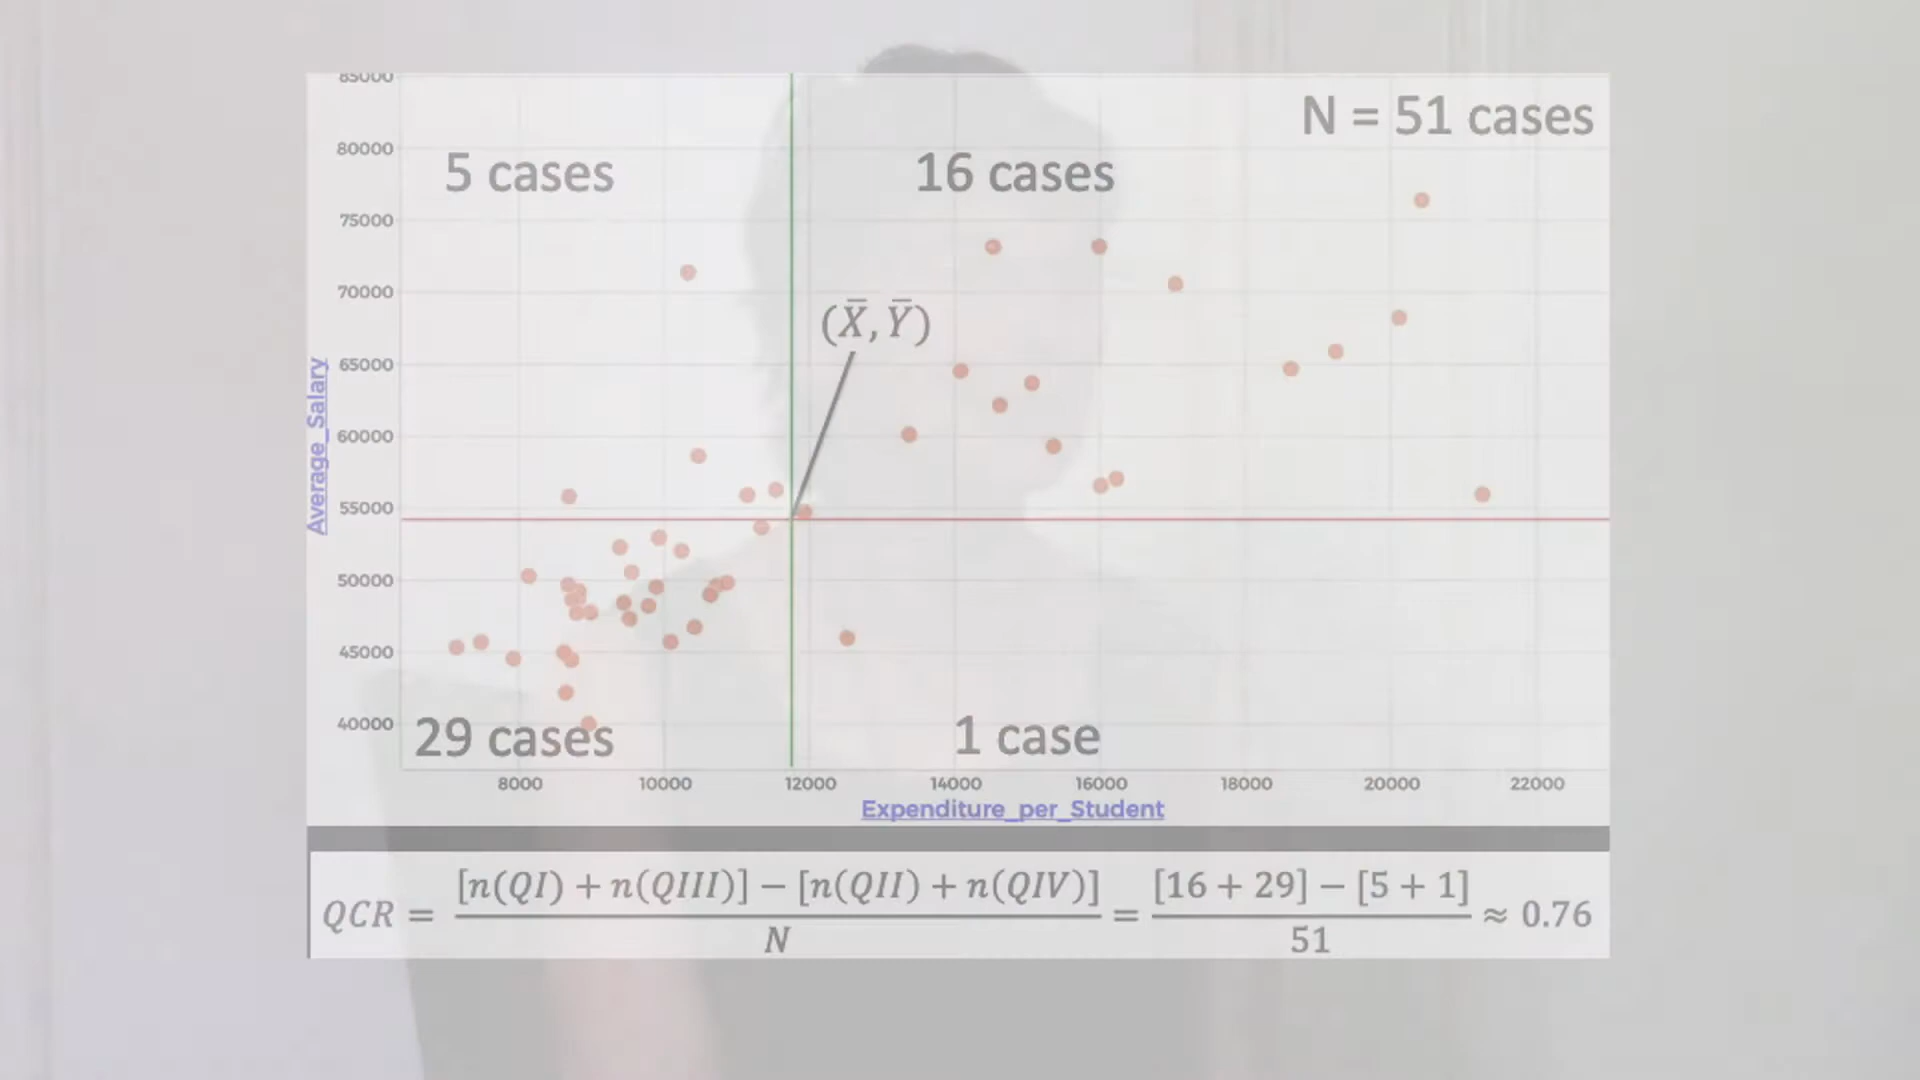 N = 51 cases
5 cases
16 cases
(X̅, Y̅)
29 cases
1 case
85000
80000
75000
70000
65000
60000
55000
50000
45000
40000
Average_Salary
8000 10000 12000 14000 16000 18000 20000 22000
Expenditure_per_Student
QCR = [n(QI) + n(QIII)] − [n(QII) + n(QIV)] / N = [16 + 29] − [5 + 1] / 51 ≈ 0.76